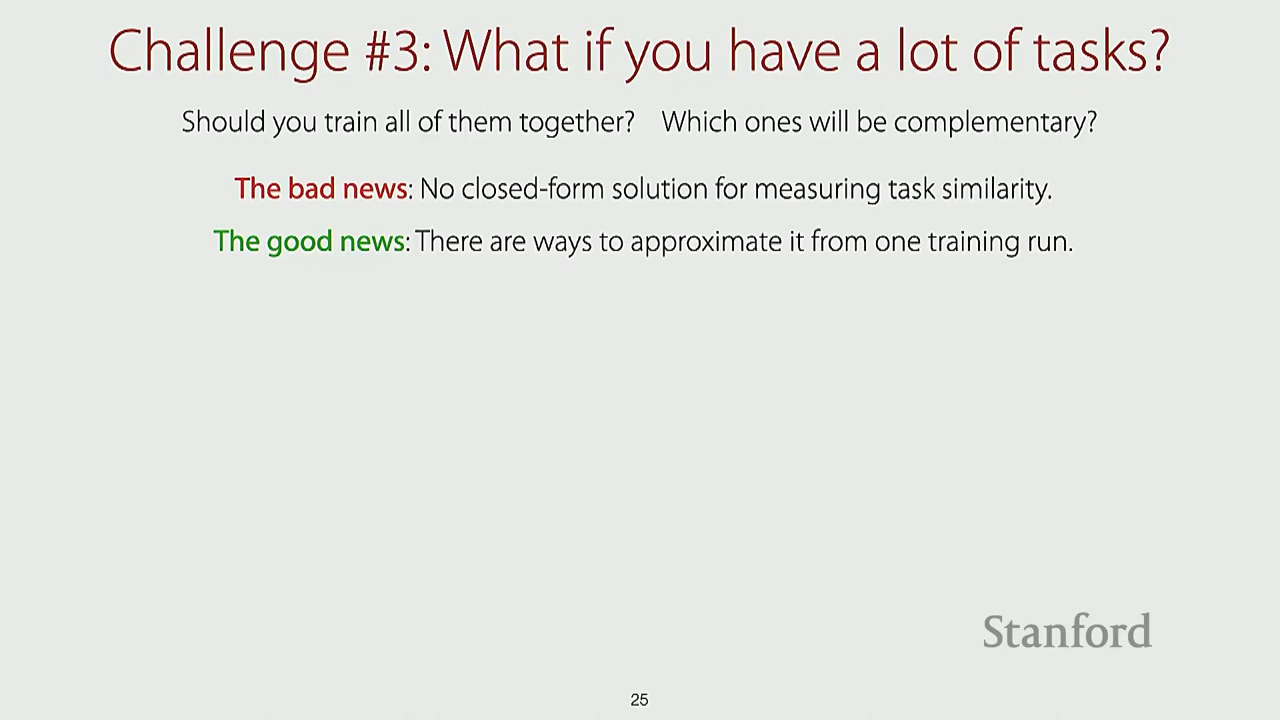 Challenge #3: What if you have a lot of tasks?
Should you train all of them together? Which ones will be complementary?
The bad news: No closed-form solution for measuring task similarity.
The good news: There are ways to approximate it from one training run.
Stanford
25